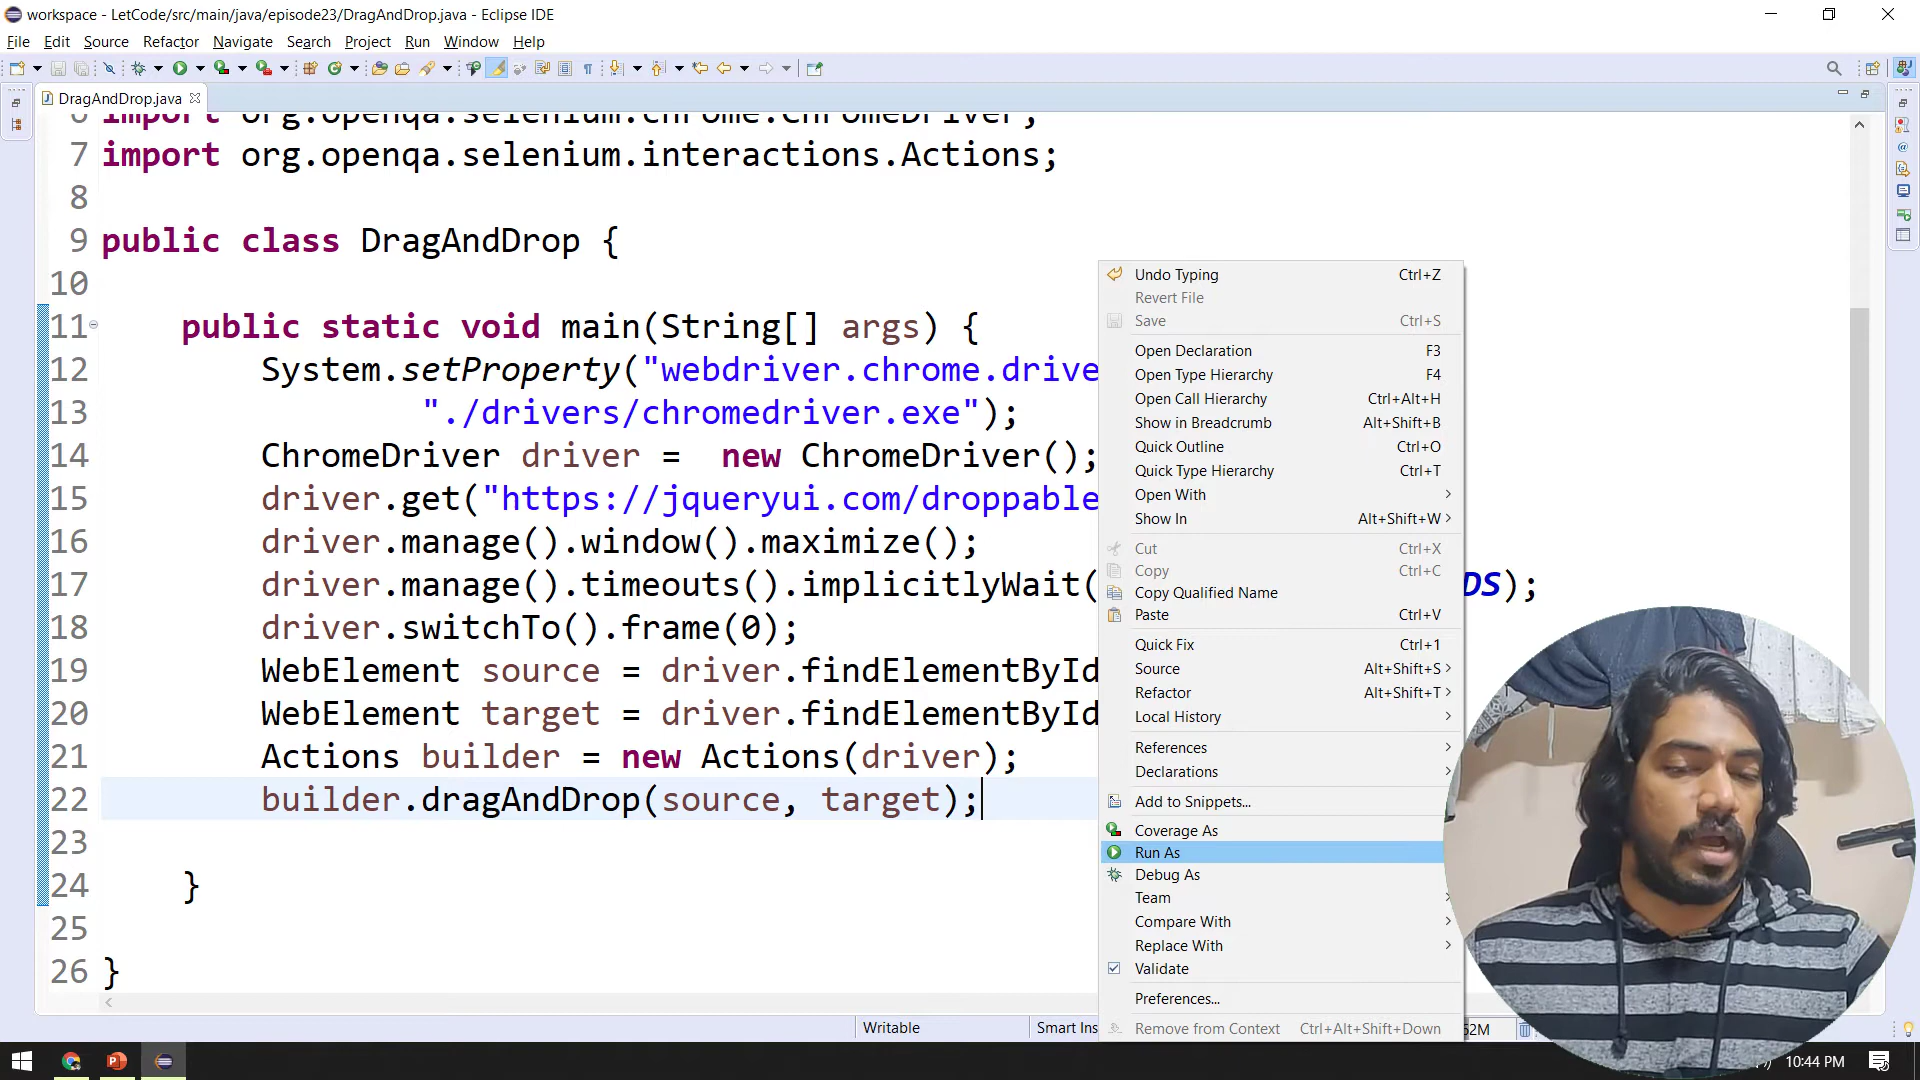 workspace - LetCode/src/main/java/episode23/DragAndDrop.java - Eclipse IDE
File Edit Source Refactor Navigate Search Project Run Window Help
DragAndDrop.java
6 import org.openqa.selenium.chrome.ChromeDriver;
7 import org.openqa.selenium.interactions.Actions;
8
9 public class DragAndDrop {
10
11 public static void main(String[] args) {
12 System.setProperty("webdriver.chrome.drive
13 "./drivers/chromedriver.exe");
14 ChromeDriver driver = new ChromeDriver();
15 driver.get("https://jqueryui.com/droppable
16 driver.manage().window().maximize();
17 driver.manage().timeouts().implicitlyWait( DS);
18 driver.switchTo().frame(0);
19 WebElement source = driver.findElementById
20 WebElement target = driver.findElementById
21 Actions builder = new Actions(driver);
22 builder.dragAndDrop(source, target);
23
24 }
25
26 }
Undo Typing Ctrl+Z
Revert File
Save Ctrl+S
Open Declaration F3
Open Type Hierarchy F4
Open Call Hierarchy Ctrl+Alt+H
Show in Breadcrumb Alt+Shift+B
Quick Outline Ctrl+O
Quick Type Hierarchy Ctrl+T
Open With
Show In Alt+Shift+W
Cut Ctrl+X
Copy Ctrl+C
Copy Qualified Name
Paste Ctrl+V
Quick Fix Ctrl+1
Source Alt+Shift+S
Refactor Alt+Shift+T
Local History
References
Declarations
Add to Snippets...
Coverage As
Run As
Debug As
Team
Compare With
Replace With
Validate
Preferences...
Remove from Context Ctrl+Alt+Shift+Down
Writable Smart Ins
10:44 PM